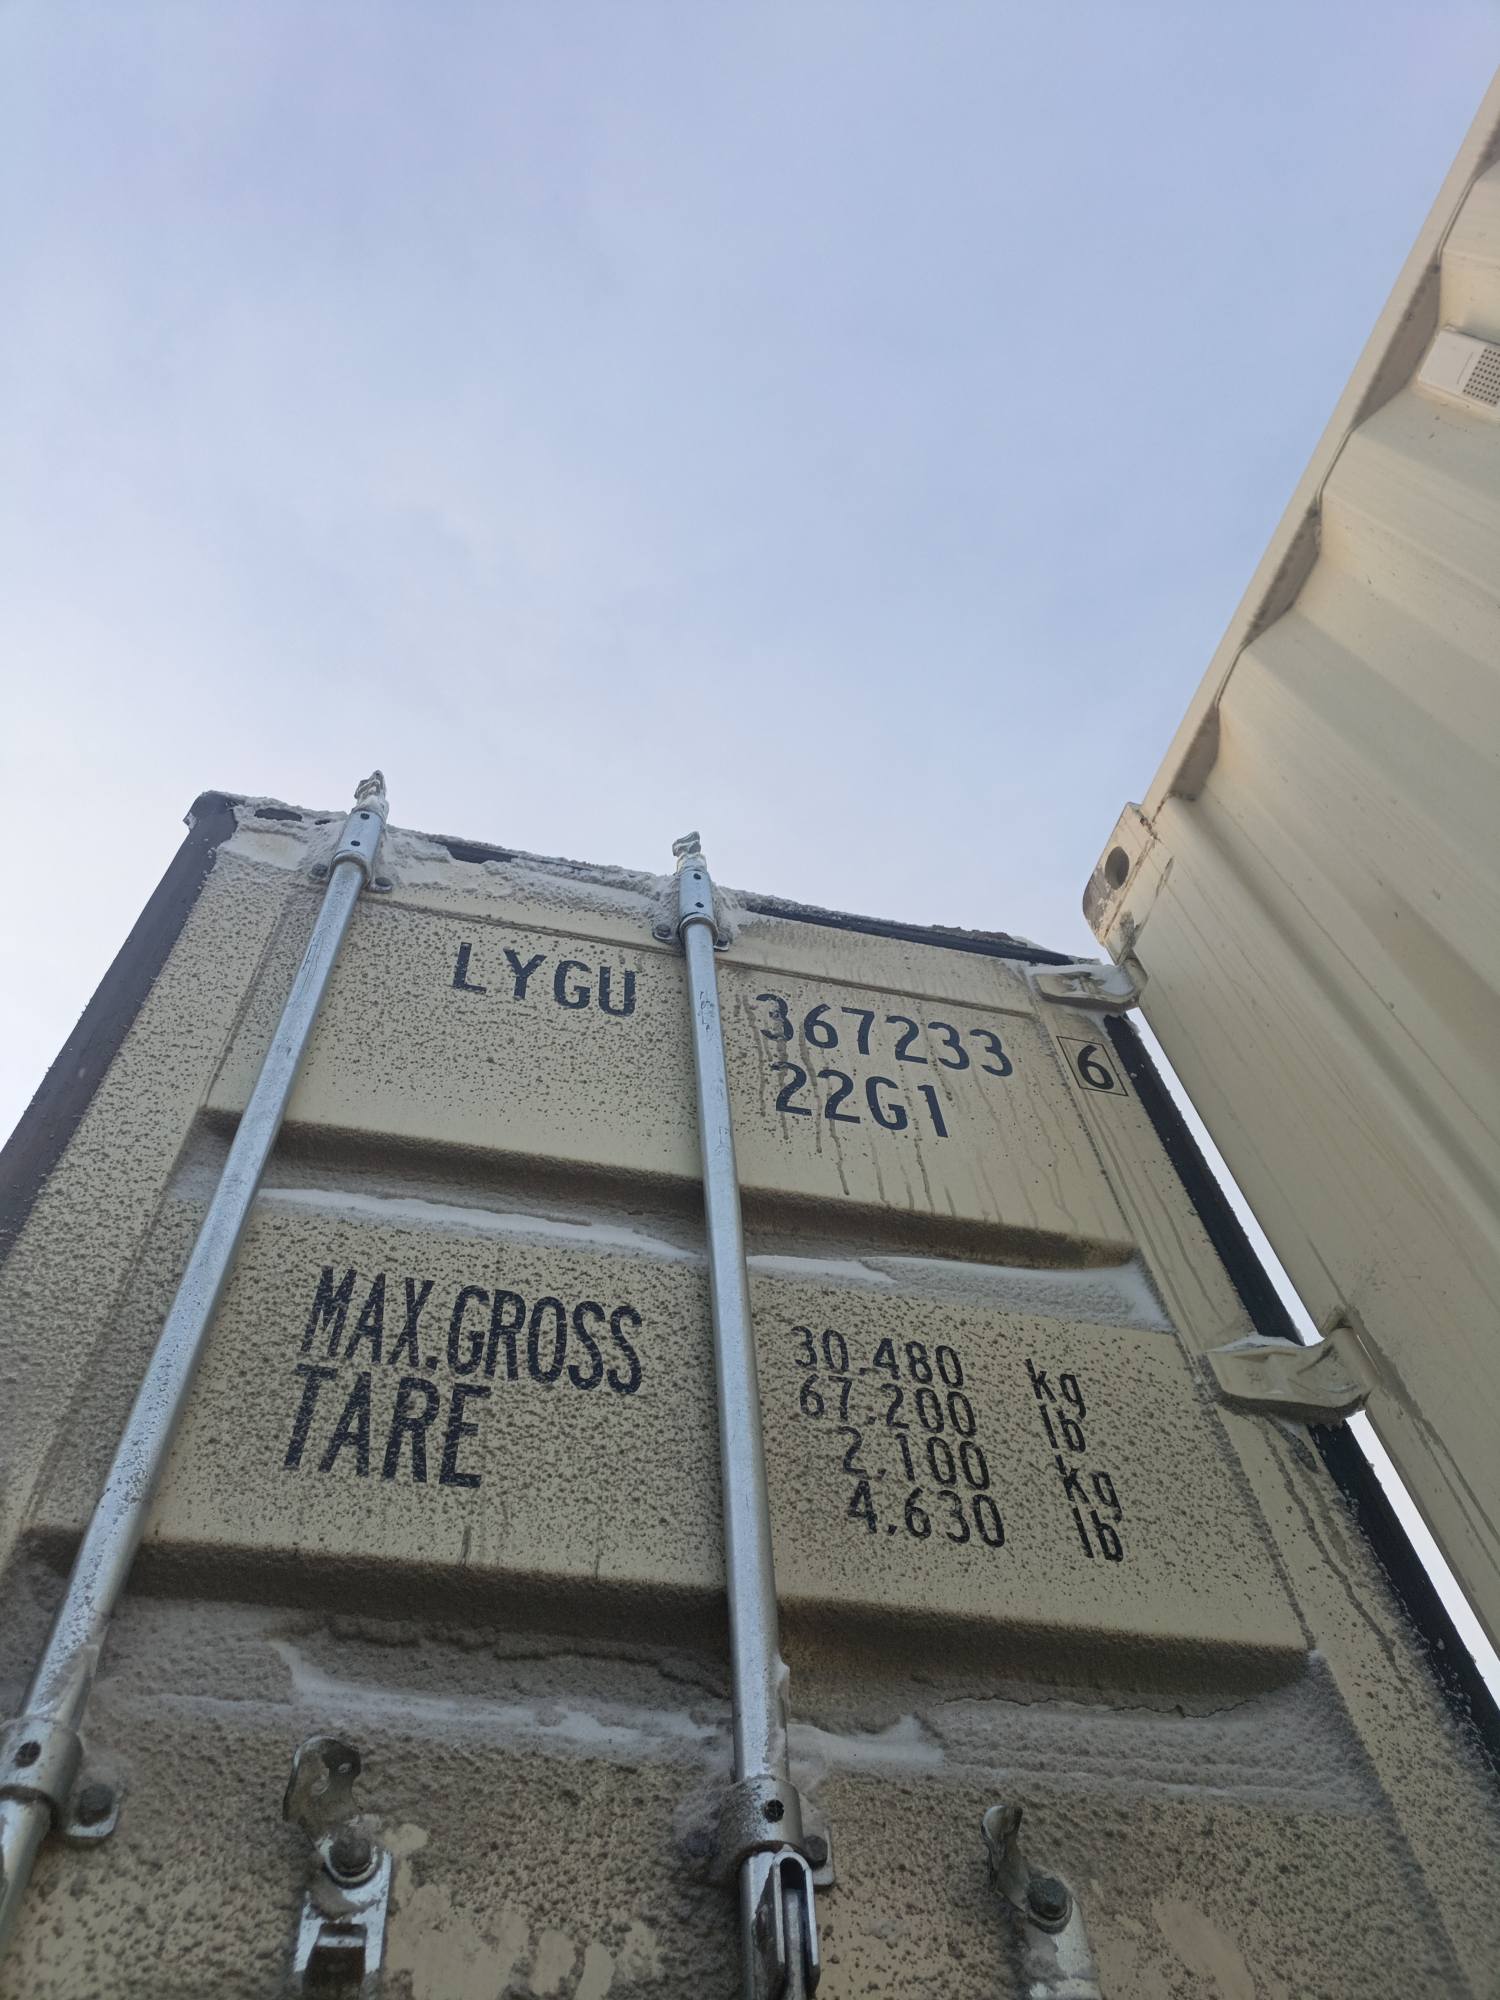 LYGU 367233 6
22G1
MAX.GROSS 30.480 kg
67.200 lb
TARE 2.100 kg
4.630 lb